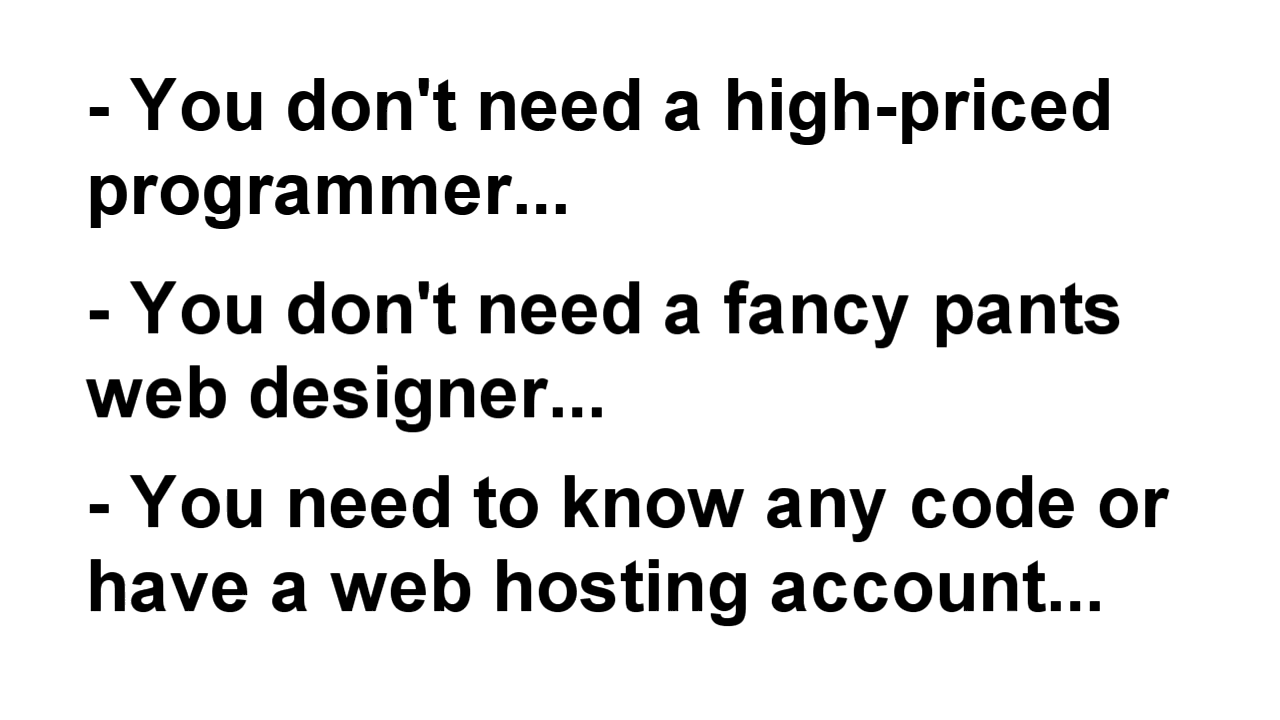 - You don't need a high-priced
programmer...
- You don't need a fancy pants
web designer...
- You need to know any code or
have a web hosting account...